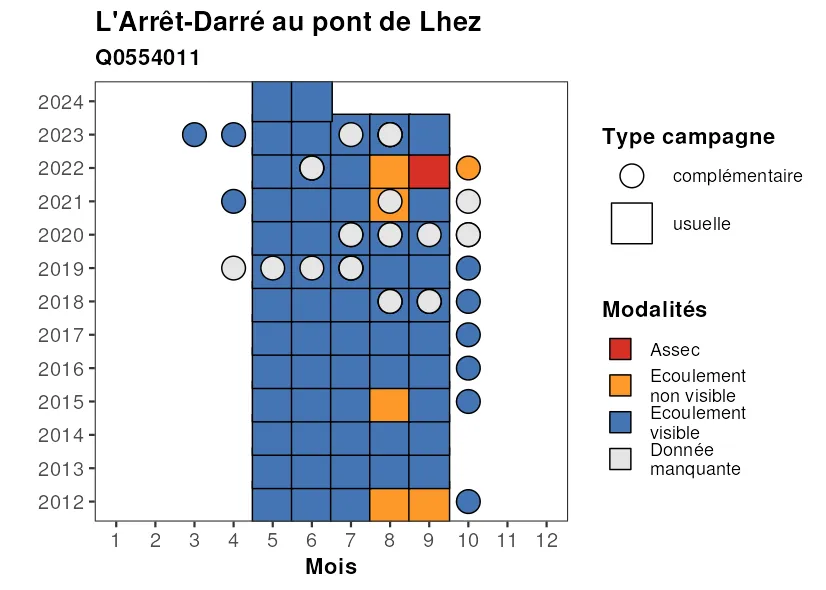 L'Arrêt-Darré au pont de Lhez
Q0554011
2024
2023
2022
2021
2020
2019
2018
2017
2016
2015
2014
2013
2012
1 2 3 4 5 6 7 8 9 10 11 12
Mois
Type campagne
complémentaire
usuelle
Modalités
Assec
Ecoulement
non visible
Ecoulement
visible
Donnée
manquante